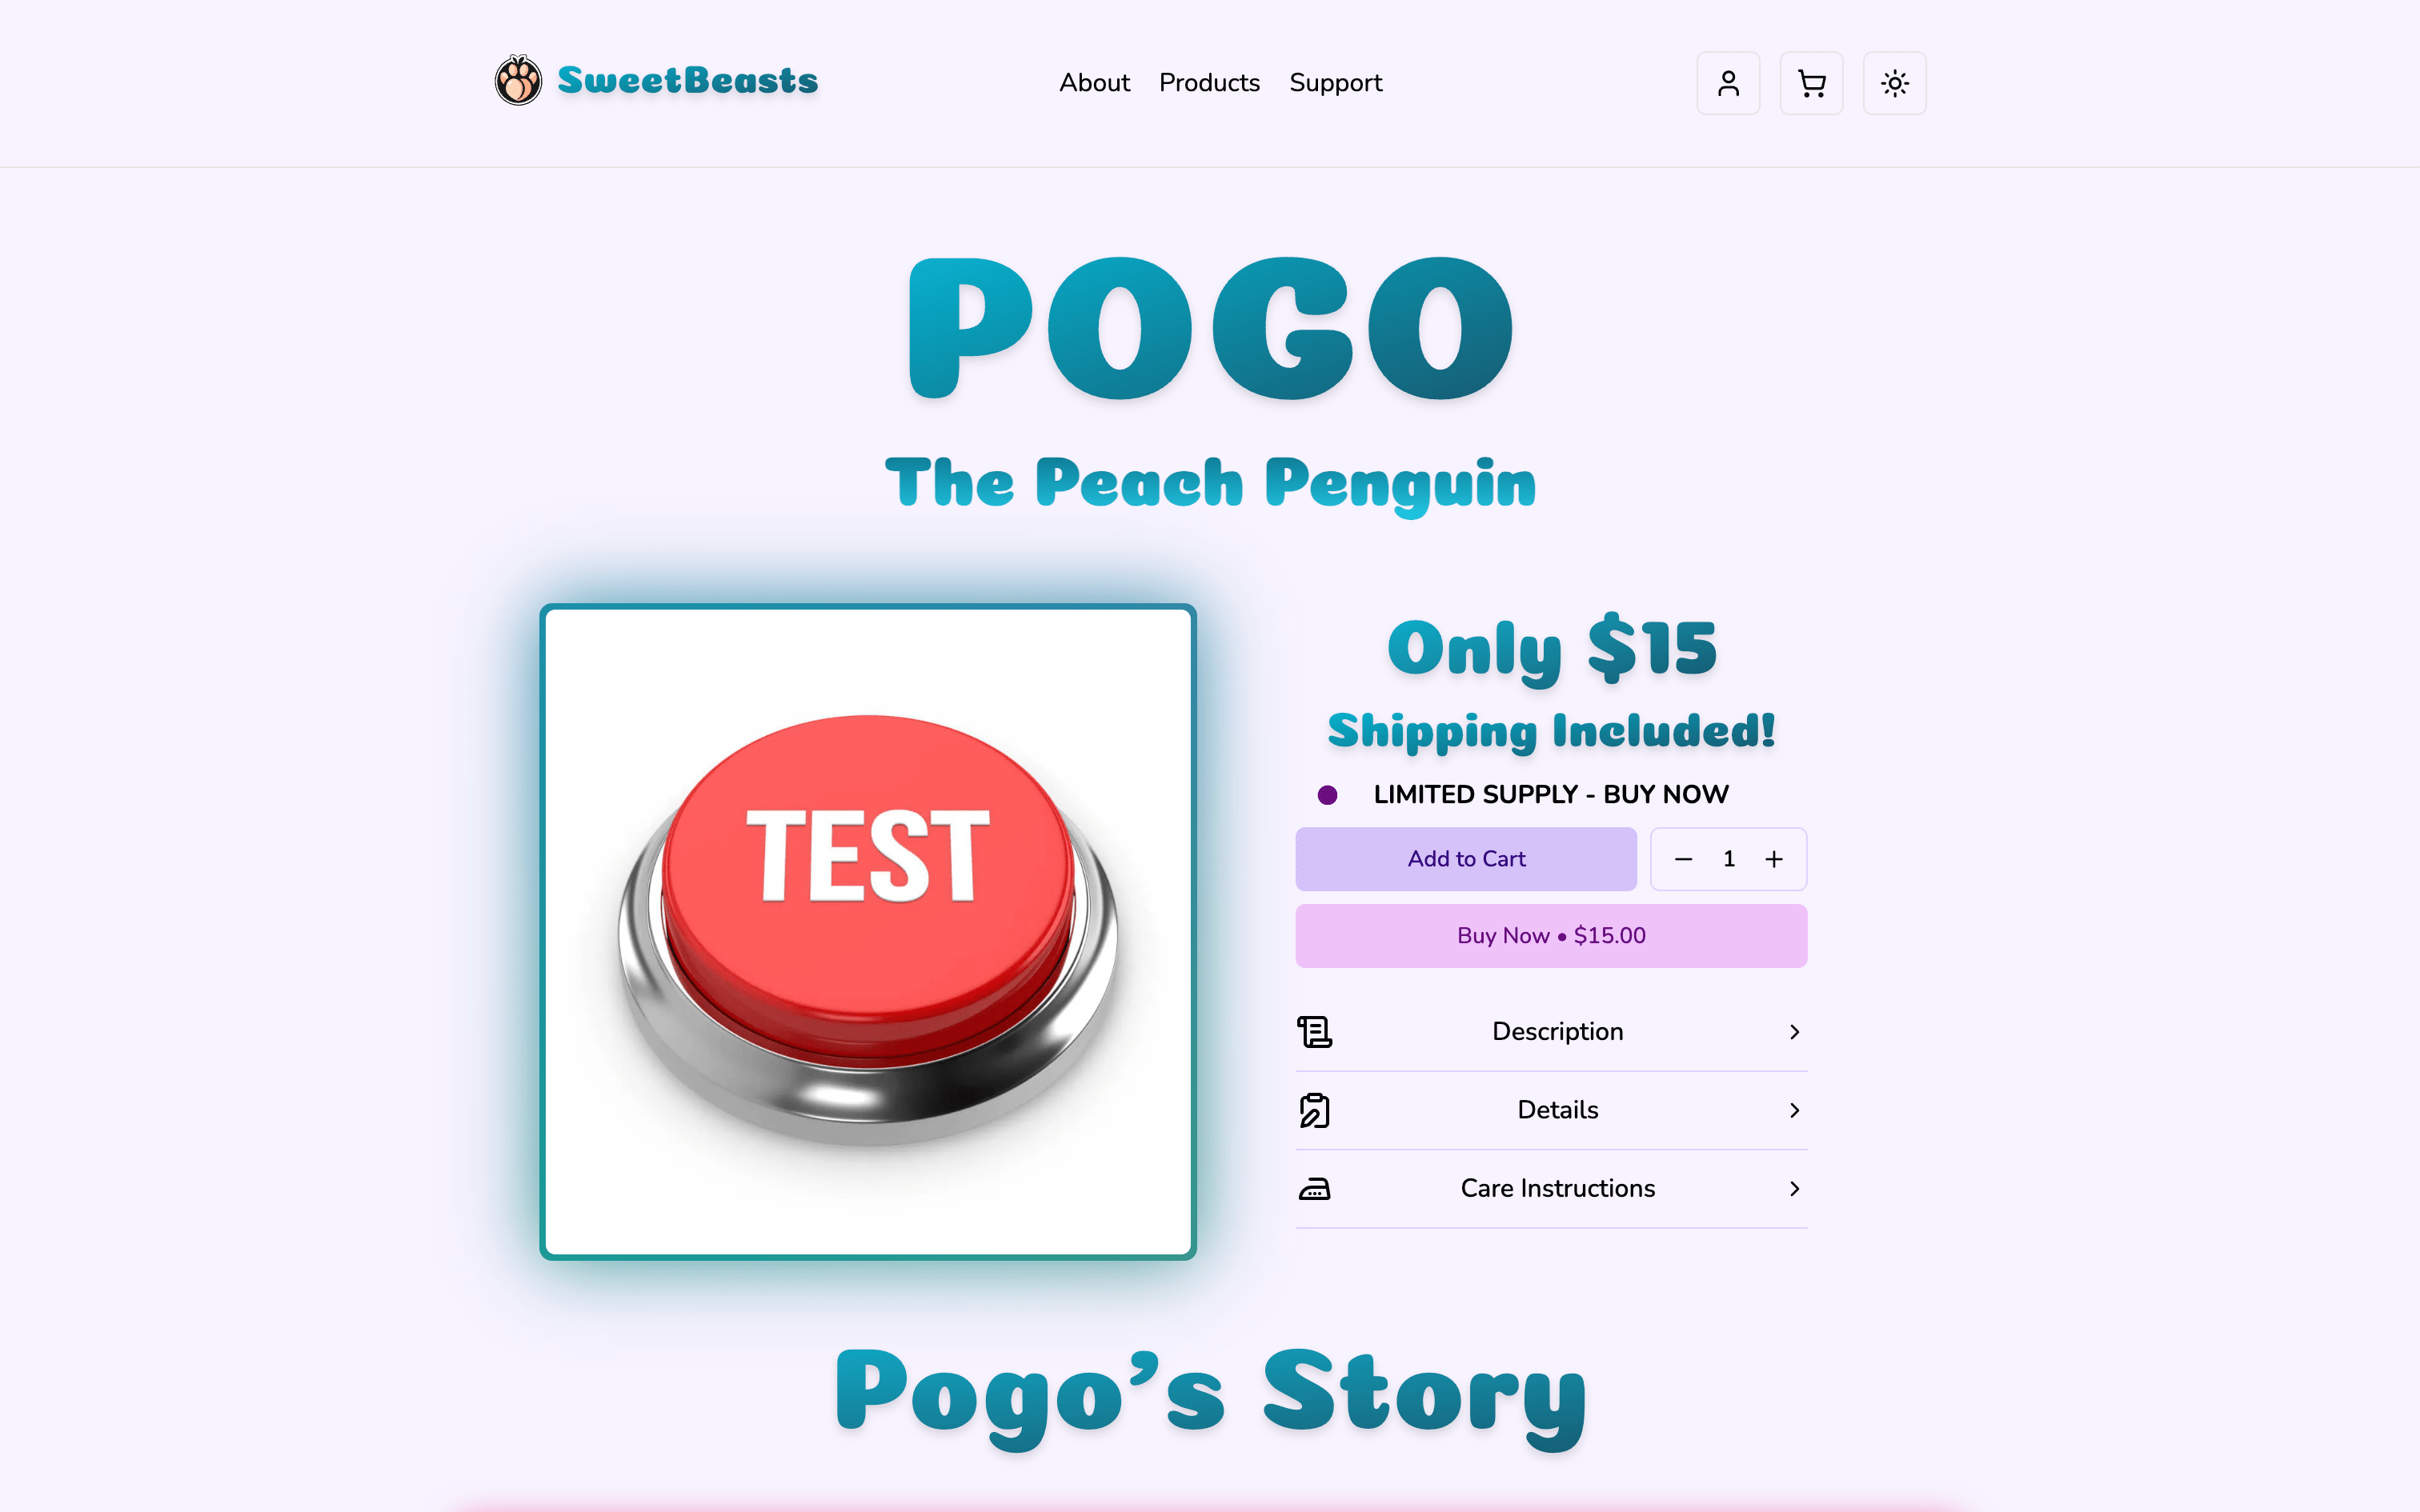 SweetBeasts
About Products Support
POGO
The Peach Penguin
TEST
Only $15
Shipping Included!
LIMITED SUPPLY - BUY NOW
Add to Cart
1
Buy Now • $15.00
Description
Details
Care Instructions
Pogo’s Story